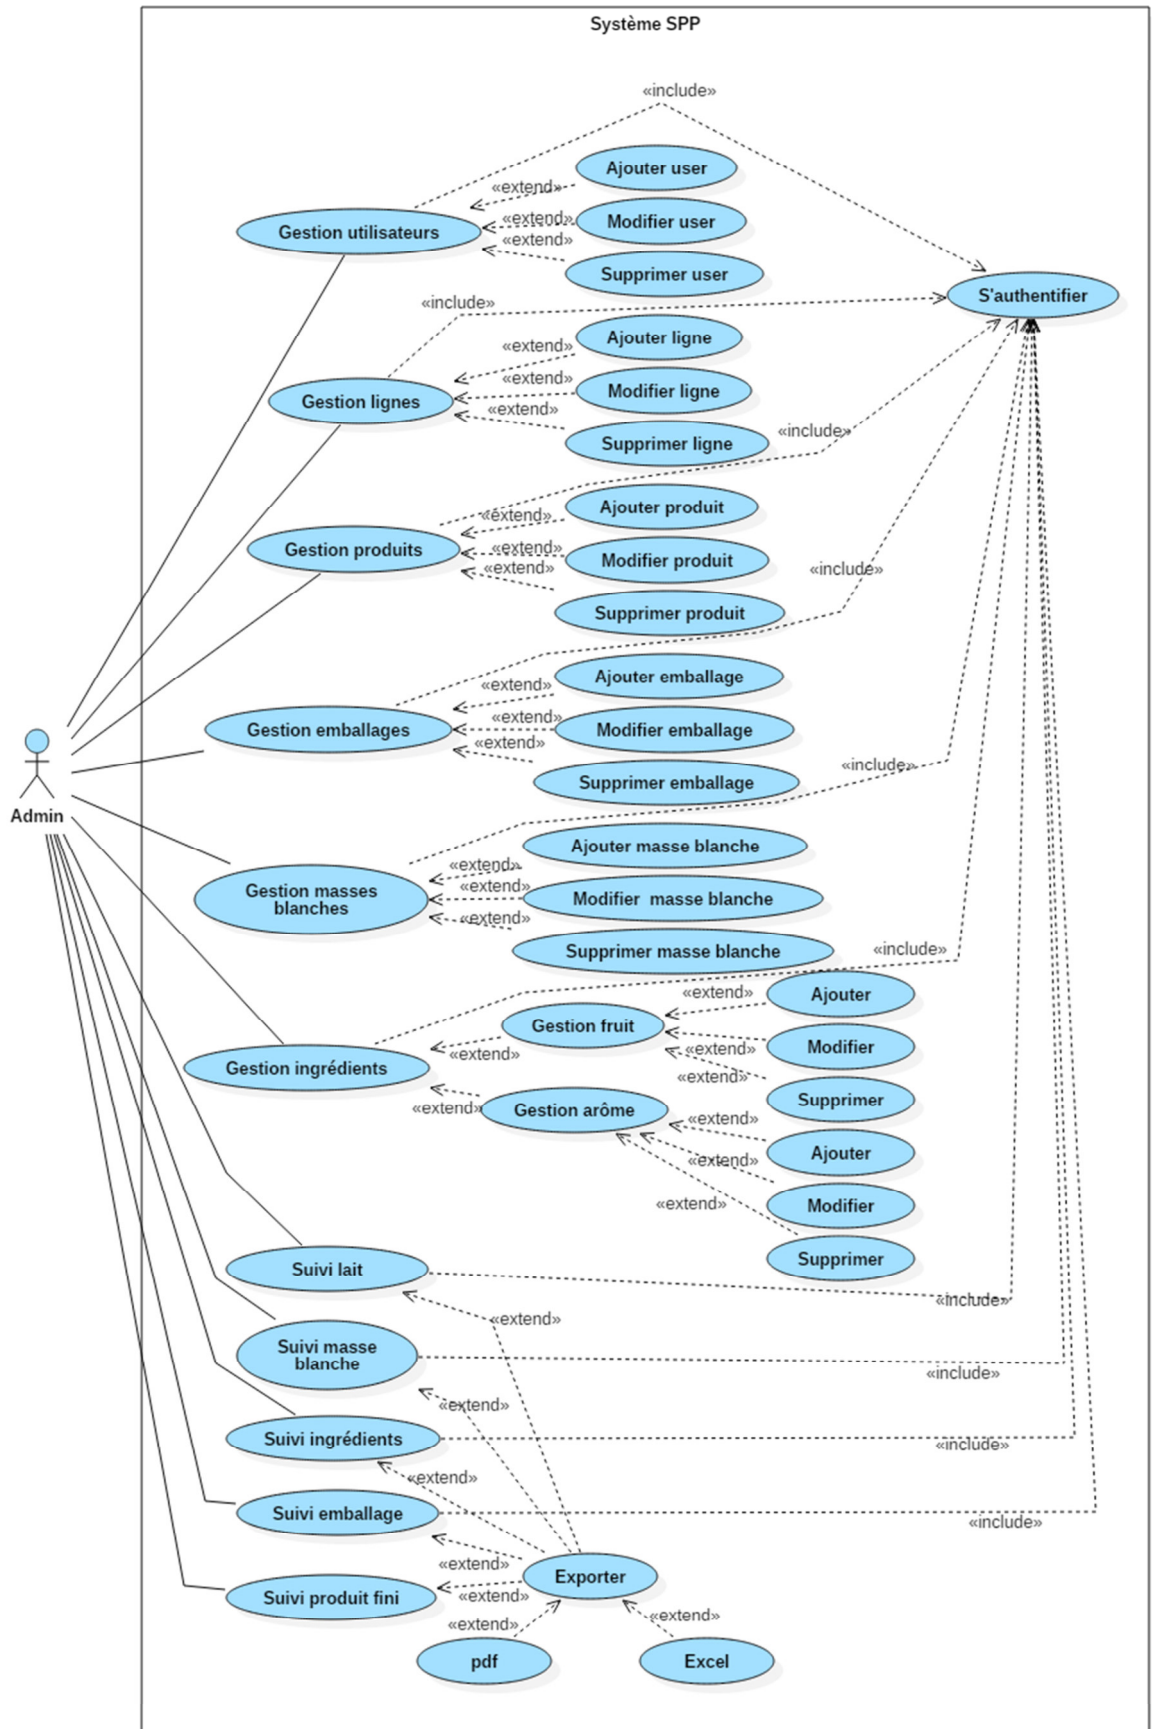 Système SPP
«include»
Ajouter user
«extend»
Modifier user
«extend»
Gestion utilisateurs
«extend»
Supprimer user
S'authentifier
«include»
Ajouter ligne
«extend»
«extend»
Modifier ligne
Gestion lignes
«extend»
«include»
Supprimer ligne
Ajouter produit
«extend»
Gestion produits
«extend»
Modifier produit
«extend»
«include»
Supprimer produit
Ajouter emballage
«extend»
«extend»
Gestion emballages
Modifier emballage
«extend»
«include»
Supprimer emballage
Admin
Ajouter masse blanche
«extend»
«extend»
Gestion masses
blanches
Modifier masse blanche
«extend»
Supprimer masse blanche
«include»
«extend»
Ajouter
Gestion fruit
«extend»
«extend»
Modifier
Gestion ingrédients
«extend»
Supprimer
«extend»
Gestion arôme
«extend»
Ajouter
«extend»
«extend»
Modifier
Supprimer
Suivi lait
«include»
«extend»
Suivi masse
blanche
«include»
«extend»
Suivi ingrédients
«include»
«extend»
Suivi emballage
«include»
«extend»
Exporter
Suivi produit fini
«extend»
«extend»
«extend»
pdf
Excel